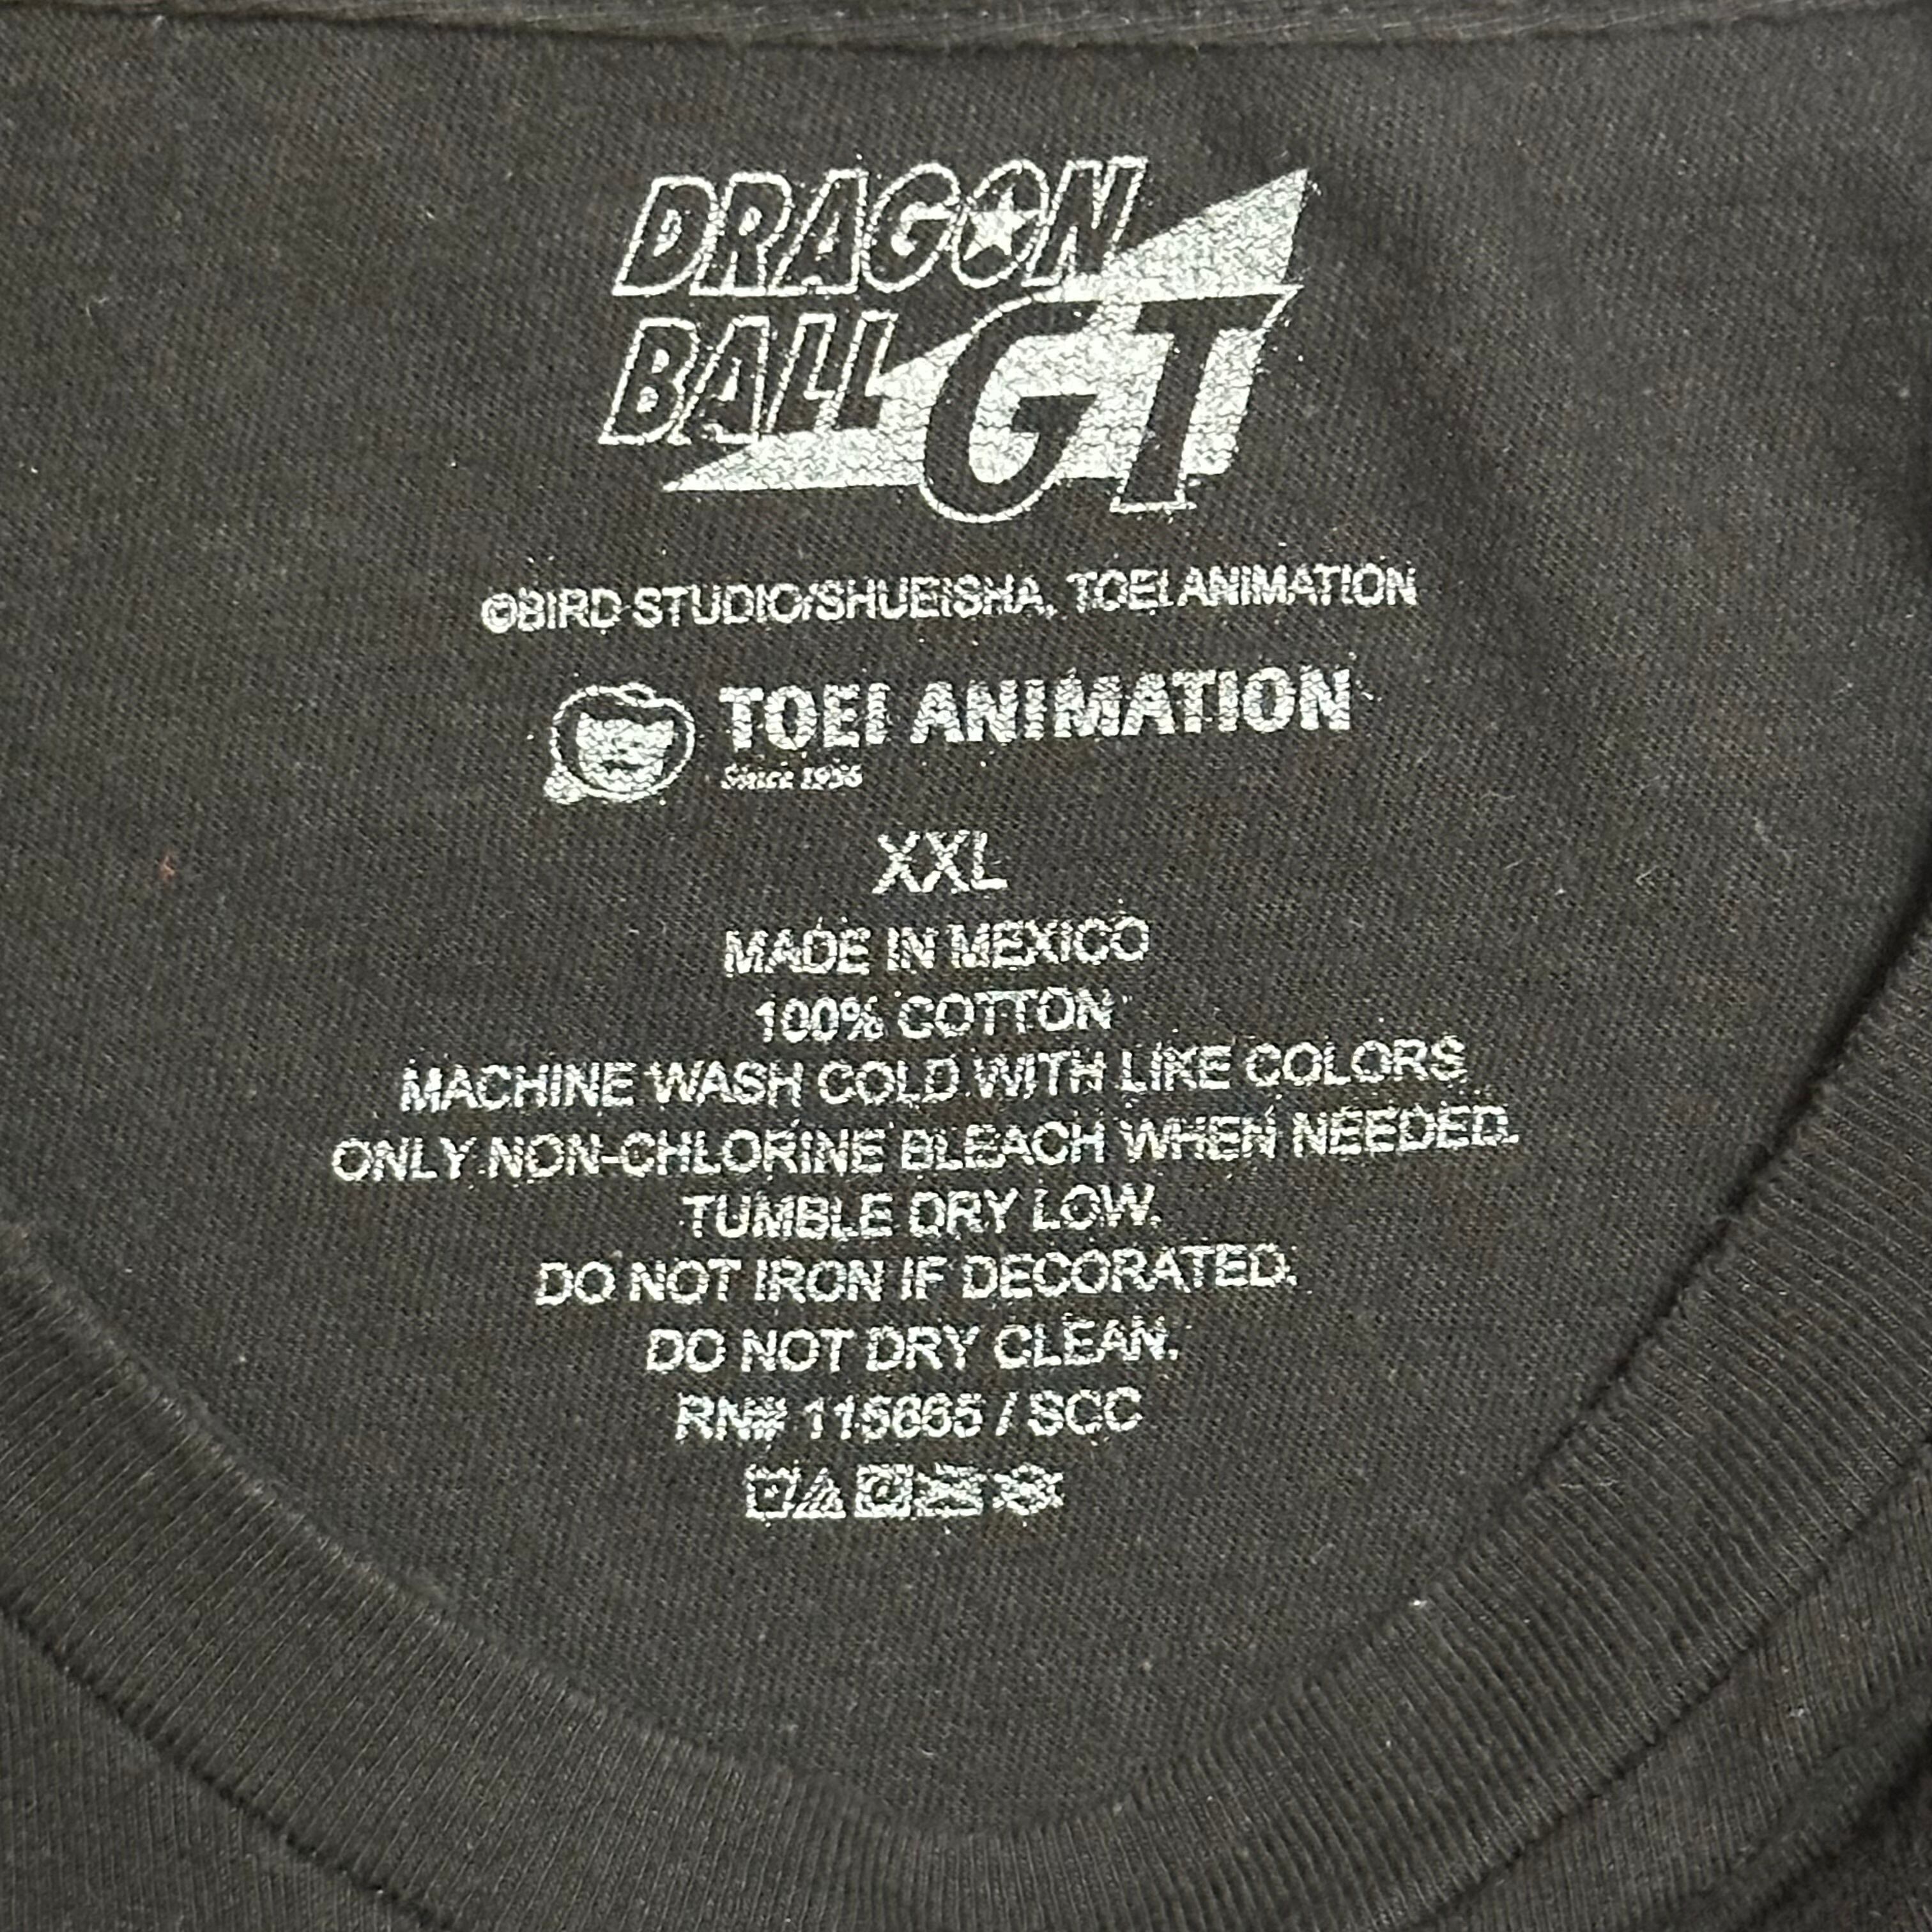 DRAGON
BALL GT
©BIRD STUDIO/SHUEISHA, TOEI ANIMATION
TOEI ANIMATION
Since 1956
XXL
MADE IN MEXICO
100% COTTON
MACHINE WASH COLD WITH LIKE COLORS
ONLY NON-CHLORINE BLEACH WHEN NEEDED.
TUMBLE DRY LOW.
DO NOT IRON IF DECORATED.
DO NOT DRY CLEAN.
RN# / SCC